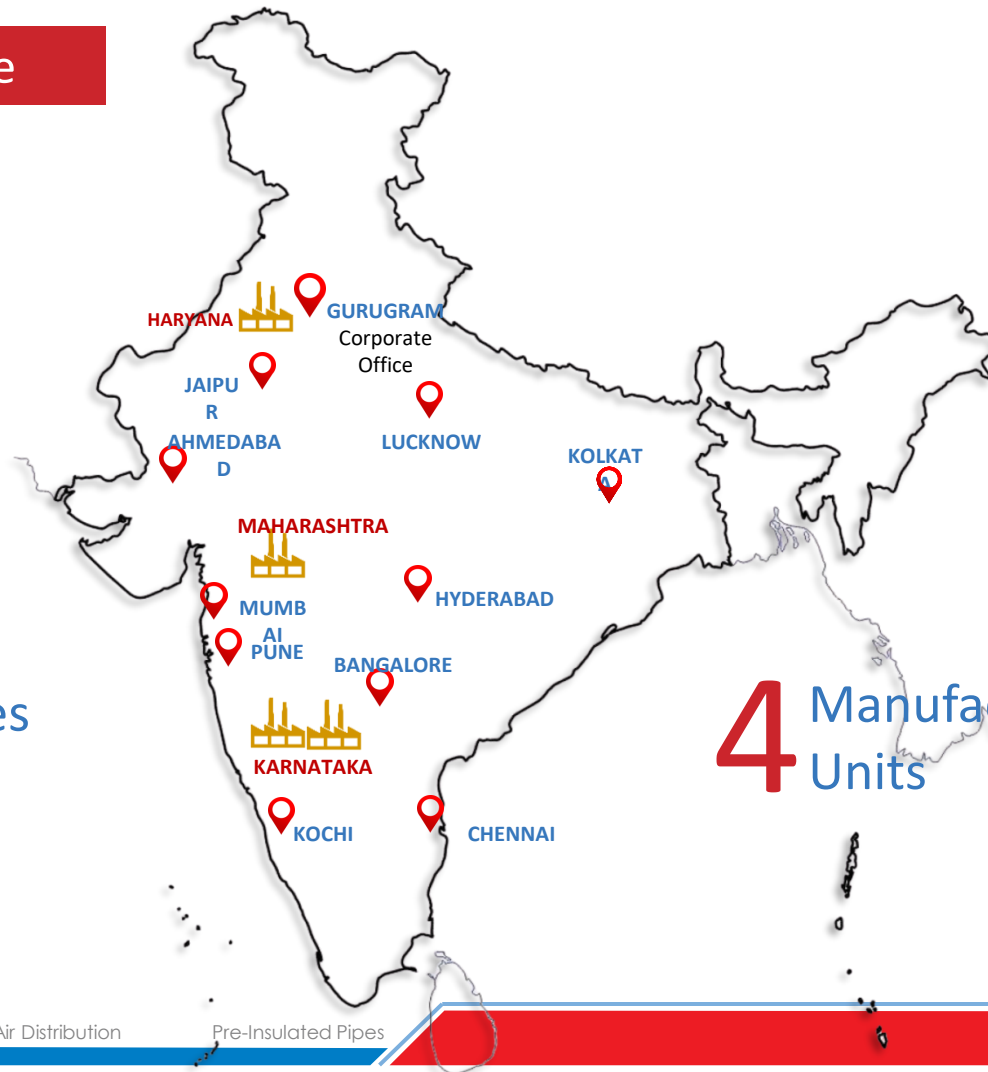 e
HARYANA
GURUGRAM
Corporate
Office
JAIPU
R
LUCKNOW
AHMEDABA
D
KOLKAT
A
MAHARASHTRA
HYDERABAD
MUMB
AI
PUNE
BANGALORE
es
4 Manufa
Units
KARNATAKA
KOCHI
CHENNAI
Air Distribution
Pre-Insulated Pipes